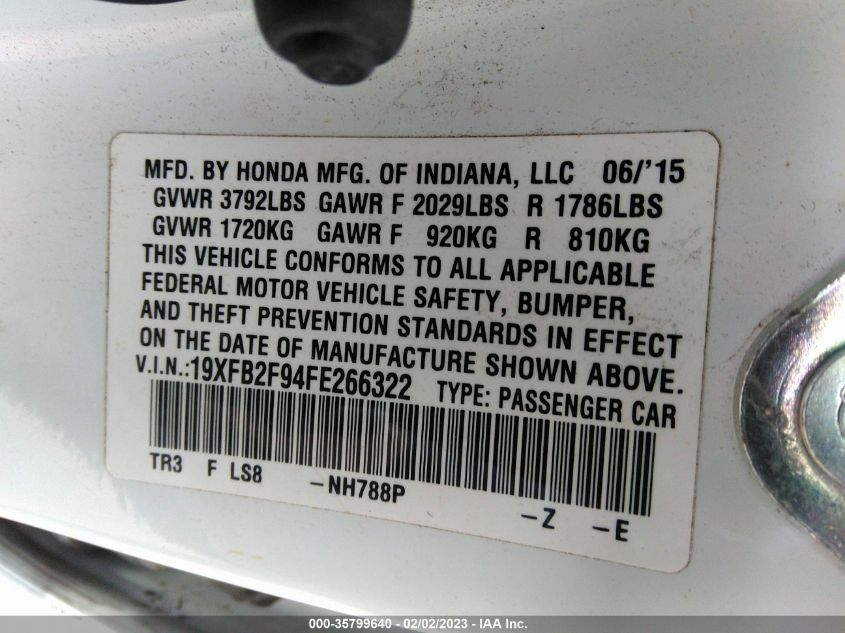 MFD. BY HONDA MFG. OF INDIANA, LLC 06/'15
GVWR 3792LBS GAWR F 2029LBS R 1786LBS
GVWR 1720KG GAWR F 920KG R 810KG
THIS VEHICLE CONFORMS TO ALL APPLICABLE
FEDERAL MOTOR VEHICLE SAFETY, BUMPER,
AND THEFT PREVENTION STANDARDS IN EFFECT
ON THE DATE OF MANUFACTURE SHOWN ABOVE.
V.I.N.:19XFB2F94FE266322 TYPE: PASSENGER CAR
TR3 F LS8 -NH788P -Z -E
000-35799640 - 02/02/2023 - IAA Inc.